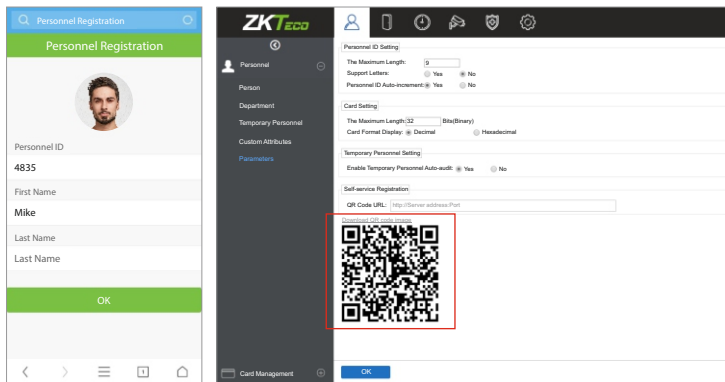 Personnel Registration
Personnel Registration
Personnel ID
4835
First Name
Mike
Last Name
Last Name
OK
1
ZKTeco
Personnel
Person
Department
Temporary Personnel
Custom Attributes
Parameters
Card Management
Personnel ID Setting
The Maximum Length: 9
Support Letters: Yes No
Personnel ID Auto-increment: Yes No
Card Setting
The Maximum Length: 32 Bits(Binary)
Card Format Display: Decimal Hexadecimal
Temporary Personnel Setting
Enable Temporary Personnel Auto-audit: Yes No
Self-service Registration
QR Code URL: http://Server address:Port
Download QR code image
OK